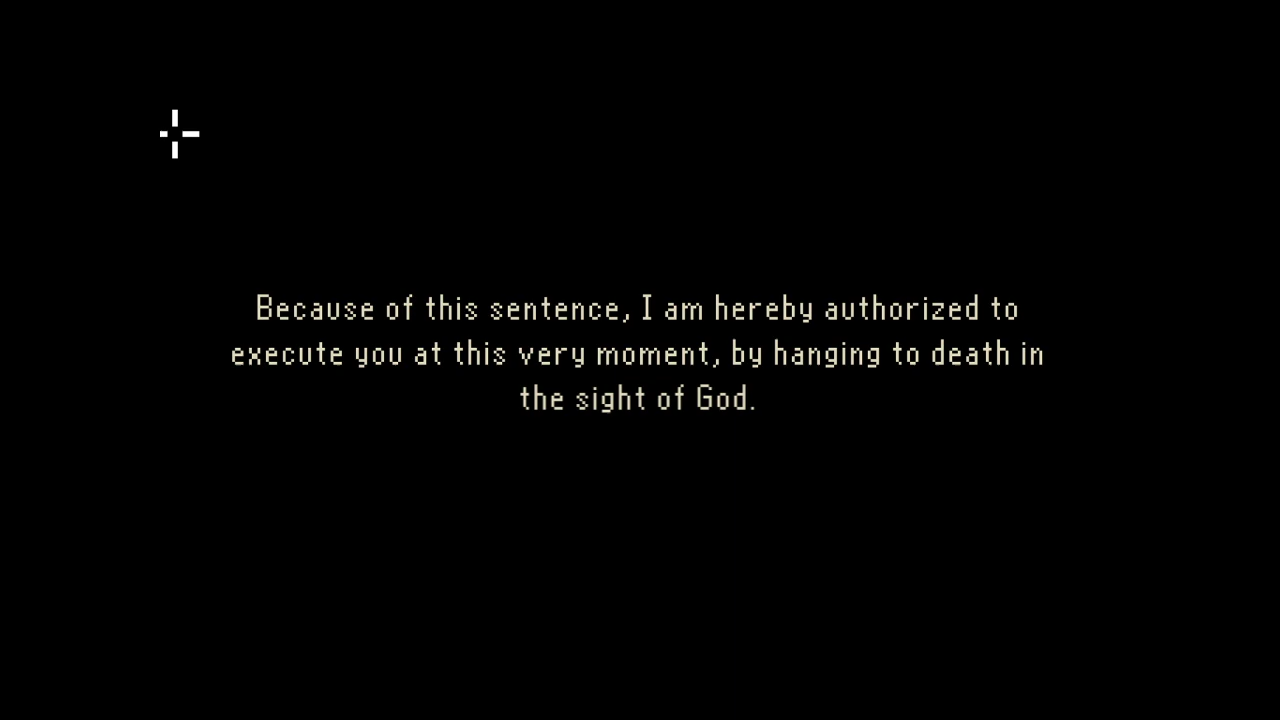 Because of this sentence, I am hereby authorized to
execute you at this very moment, by hanging to death in
the sight of God.